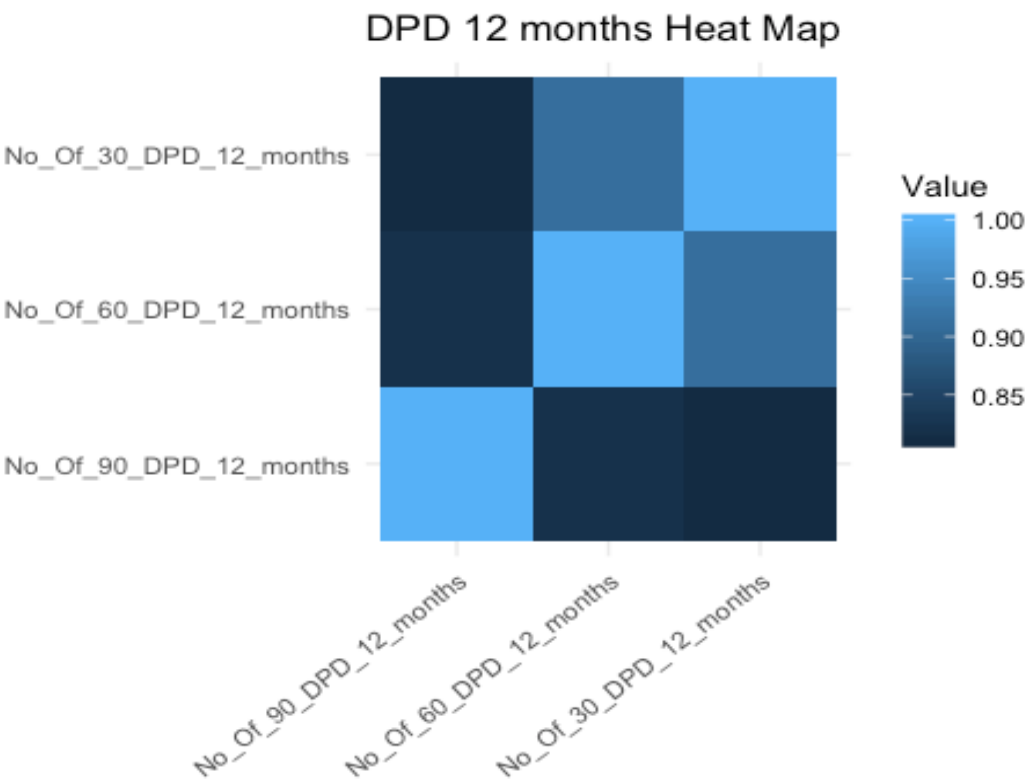 DPD 12 months Heat Map
No_Of_30_DPD_12_months
No_Of_60_DPD_12_months
No_Of_90_DPD_12_months
No_Of_90_DPD_12_months
No_Of_60_DPD_12_months
No_Of_30_DPD_12_months
Value
1.00
0.95
0.90
0.85